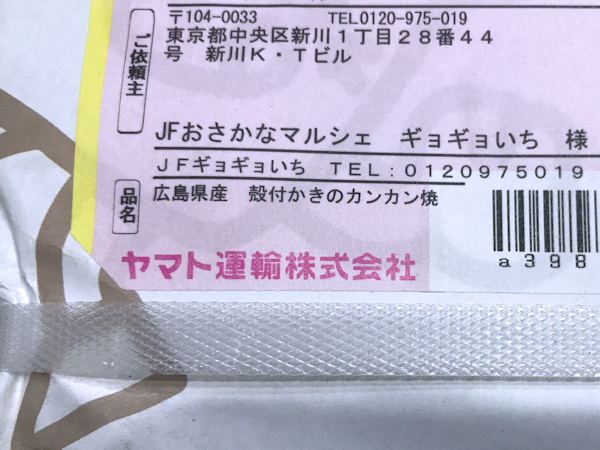 〒104-0033 TEL0120-975-019
東京都中央区新川1丁目28番44
号 新川K・Tビル
ご依頼主
JFおさかなマルシェ ギョギョいち 様
JFギョギョいち TEL:0120975019
品名
広島県産 殻付かきのカンカン焼
a398
ヤマト運輸株式会社